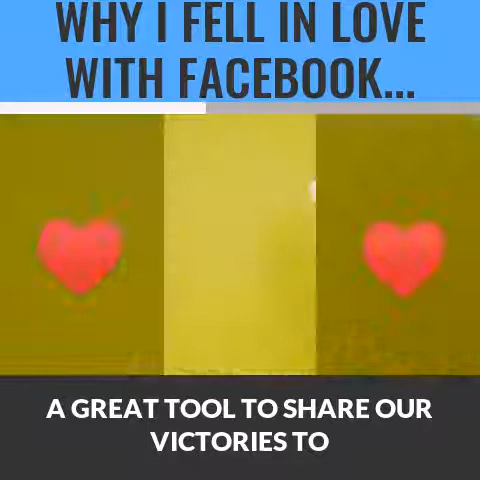 WHY I FELL IN LOVE
WITH FACEBOOK...
A GREAT TOOL TO SHARE OUR
VICTORIES TO